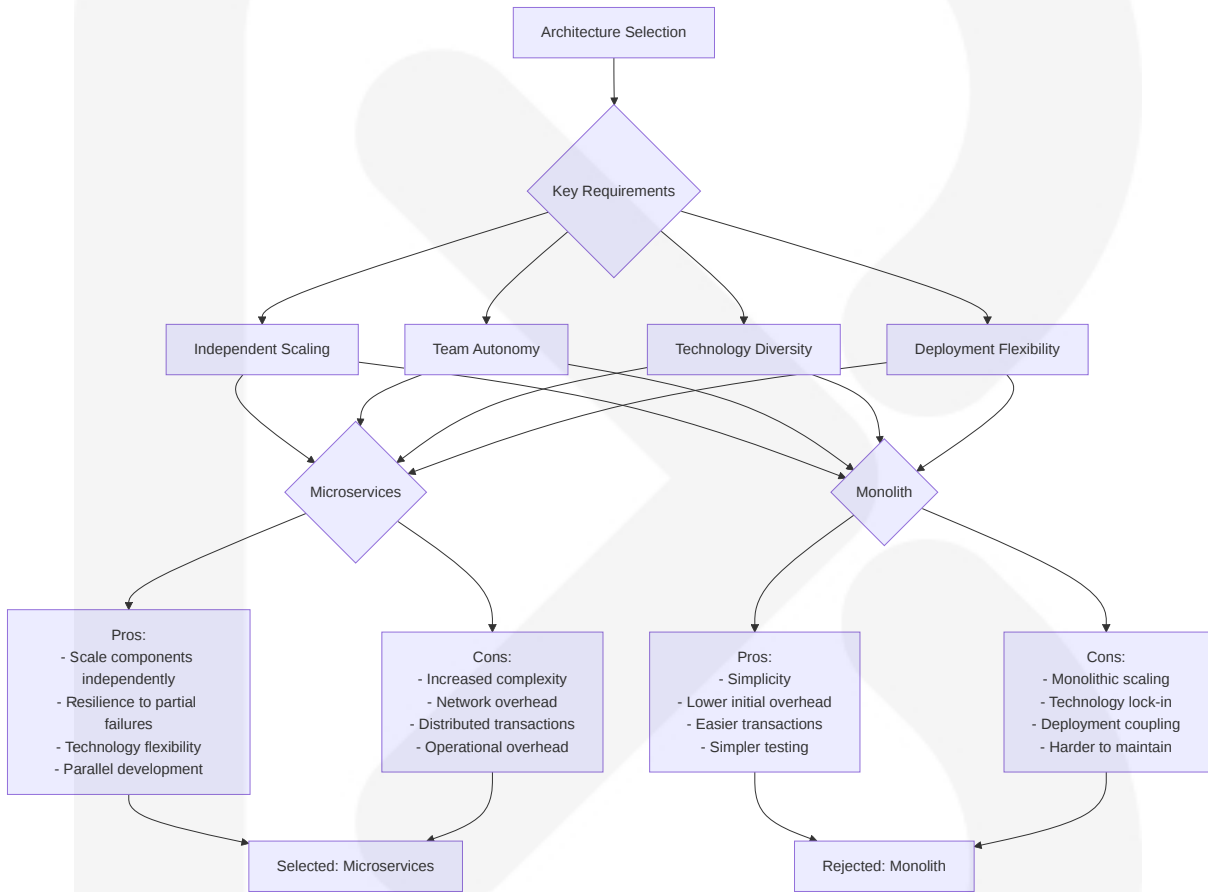 Architecture Selection
Key Requirements
Independent Scaling
Team Autonomy
Technology Diversity
Deployment Flexibility
Microservices
Monolith
Pros:
- Scale components
independently
- Resilience to partial
failures
- Technology flexibility
- Parallel development
Cons:
- Increased complexity
- Network overhead
- Distributed transactions
- Operational overhead
Pros:
- Simplicity
- Lower initial overhead
- Easier transactions
- Simpler testing
Cons:
- Monolithic scaling
- Technology lock-in
- Deployment coupling
- Harder to maintain
Selected: Microservices
Rejected: Monolith